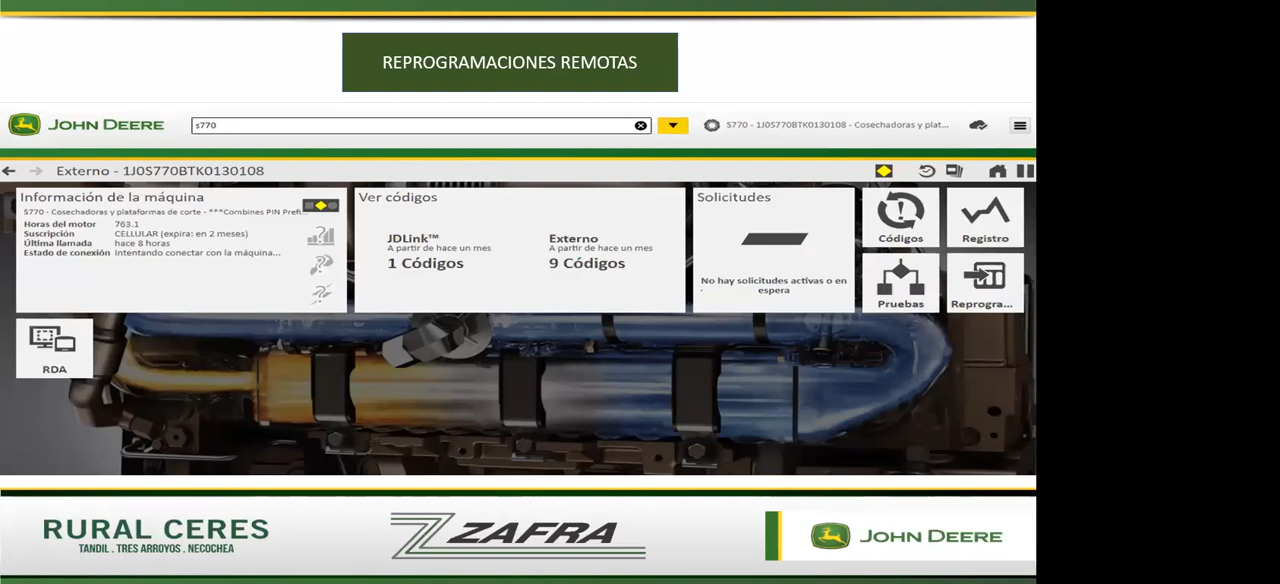 REPROGRAMACIONES REMOTAS
JOHN DEERE
s770
S770 - 1J0S770BTK0130108 - Cosechadoras y plat...
Externo - 1J0S770BTK0130108
Información de la máquina
S770 - Cosechadoras y plataformas de corte - ***Combines PIN Prefi...
Horas del motor 763.1
Suscripción CELLULAR (expira: en 2 meses)
Última llamada hace 8 horas
Estado de conexión Intentando conectar con la máquina...
Ver códigos
JDLink™
A partir de hace un mes
1 Códigos
Externo
A partir de hace un mes
9 Códigos
Solicitudes
No hay solicitudes activas o en
espera
Códigos
Registro
Pruebas
Reprogra...
RDA
RURAL CERES
TANDIL . TRES ARROYOS . NECOCHEA
ZAFRA
JOHN DEERE